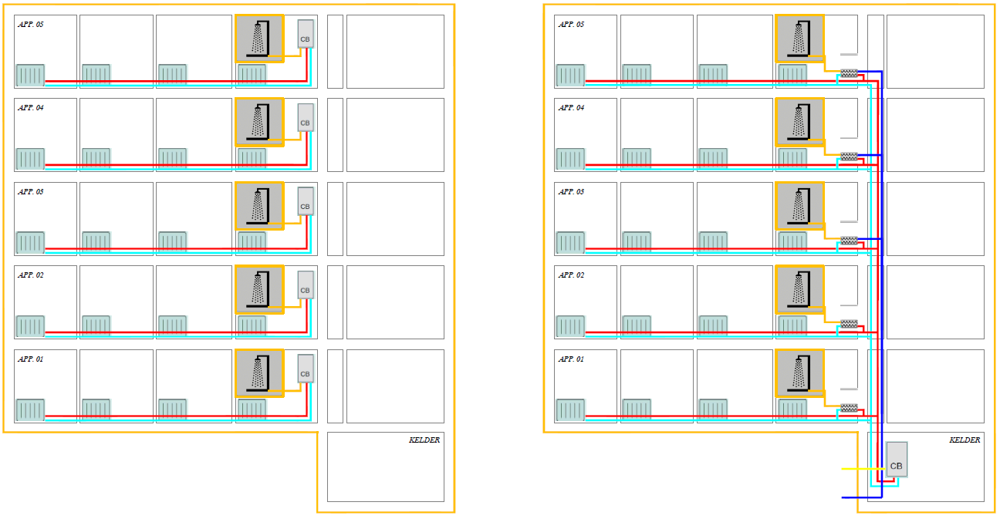 APP. 05
CB
APP. 04
CB
APP. 03
CB
APP. 02
CB
APP. 01
CB
KELDER
APP. 05
APP. 04
APP. 03
APP. 02
APP. 01
KELDER
CB